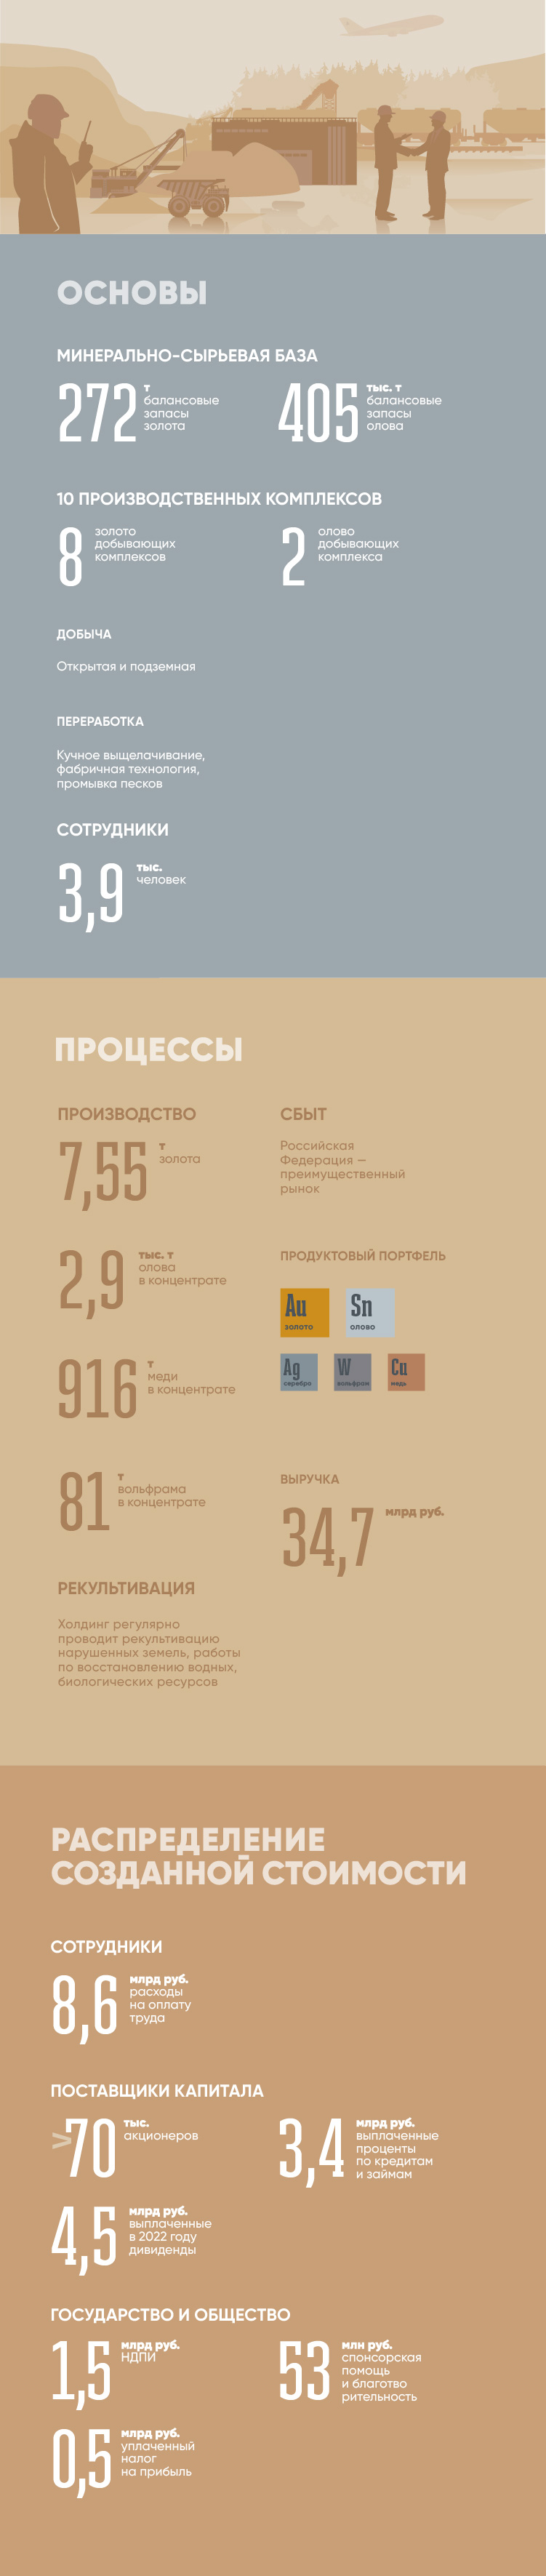 ОСНОВЫ
МИНЕРАЛЬНО-СЫРЬЕВАЯ БАЗА
272
т
балансовые
запасы
золота
405
тыс. т
балансовые
запасы
олова
10 ПРОИЗВОДСТВЕННЫХ КОМПЛЕКСОВ
8
золото
добывающих
комплексов
2
олово
добывающих
комплекса
ДОБЫЧА
Открытая и подземная
ПЕРЕРАБОТКА
Кучное выщелачивание,
фабричная технология,
промывка песков
СОТРУДНИКИ
3,9
тыс.
человек
ПРОЦЕССЫ
ПРОИЗВОДСТВО
7,55
т
золота
2,9
тыс. т
олова
в концентрате
916
т
меди
в концентрате
81
т
вольфрама
в концентрате
РЕКУЛЬТИВАЦИЯ
Холдинг регулярно
проводит рекультивацию
нарушенных земель, работы
по восстановлению водных,
биологических ресурсов
СБЫТ
Российская
Федерация —
преимущественный
рынок
ПРОДУКТОВЫЙ ПОРТФЕЛЬ
Au
золото
Sn
олово
Ag
серебро
W
вольфрам
Cu
медь
ВЫРУЧКА
34,7
млрд руб.
РАСПРЕДЕЛЕНИЕ
СОЗДАННОЙ СТОИМОСТИ
СОТРУДНИКИ
8,6
млрд руб.
расходы
на оплату
труда
ПОСТАВЩИКИ КАПИТАЛА
>70
тыс.
акционеров
3,4
млрд руб.
выплаченные
проценты
по кредитам
и займам
4,5
млрд руб.
выплаченные
в 2022 году
дивиденды
ГОСУДАРСТВО И ОБЩЕСТВО
1,5
млрд руб.
НДПИ
53
млн руб.
спонсорская
помощь
и благотво
рительность
0,5
млрд руб.
уплаченный
налог
на прибыль